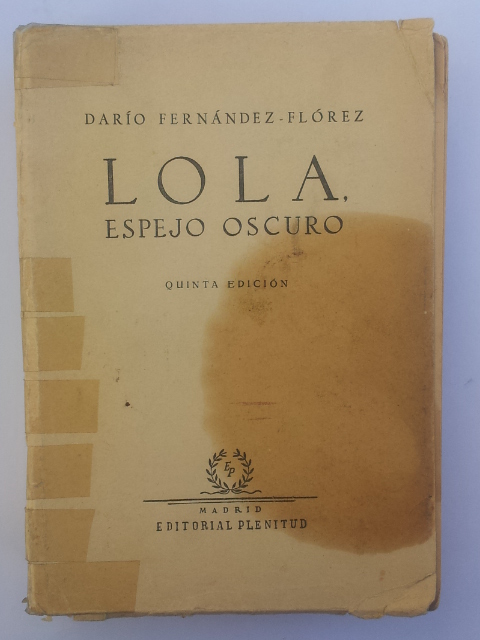 DARÍO FERNÁNDEZ-FLÓREZ
LOLA,
ESPEJO OSCURO
QUINTA EDICIÓN
EP
MADRID
EDITORIAL PLENITUD